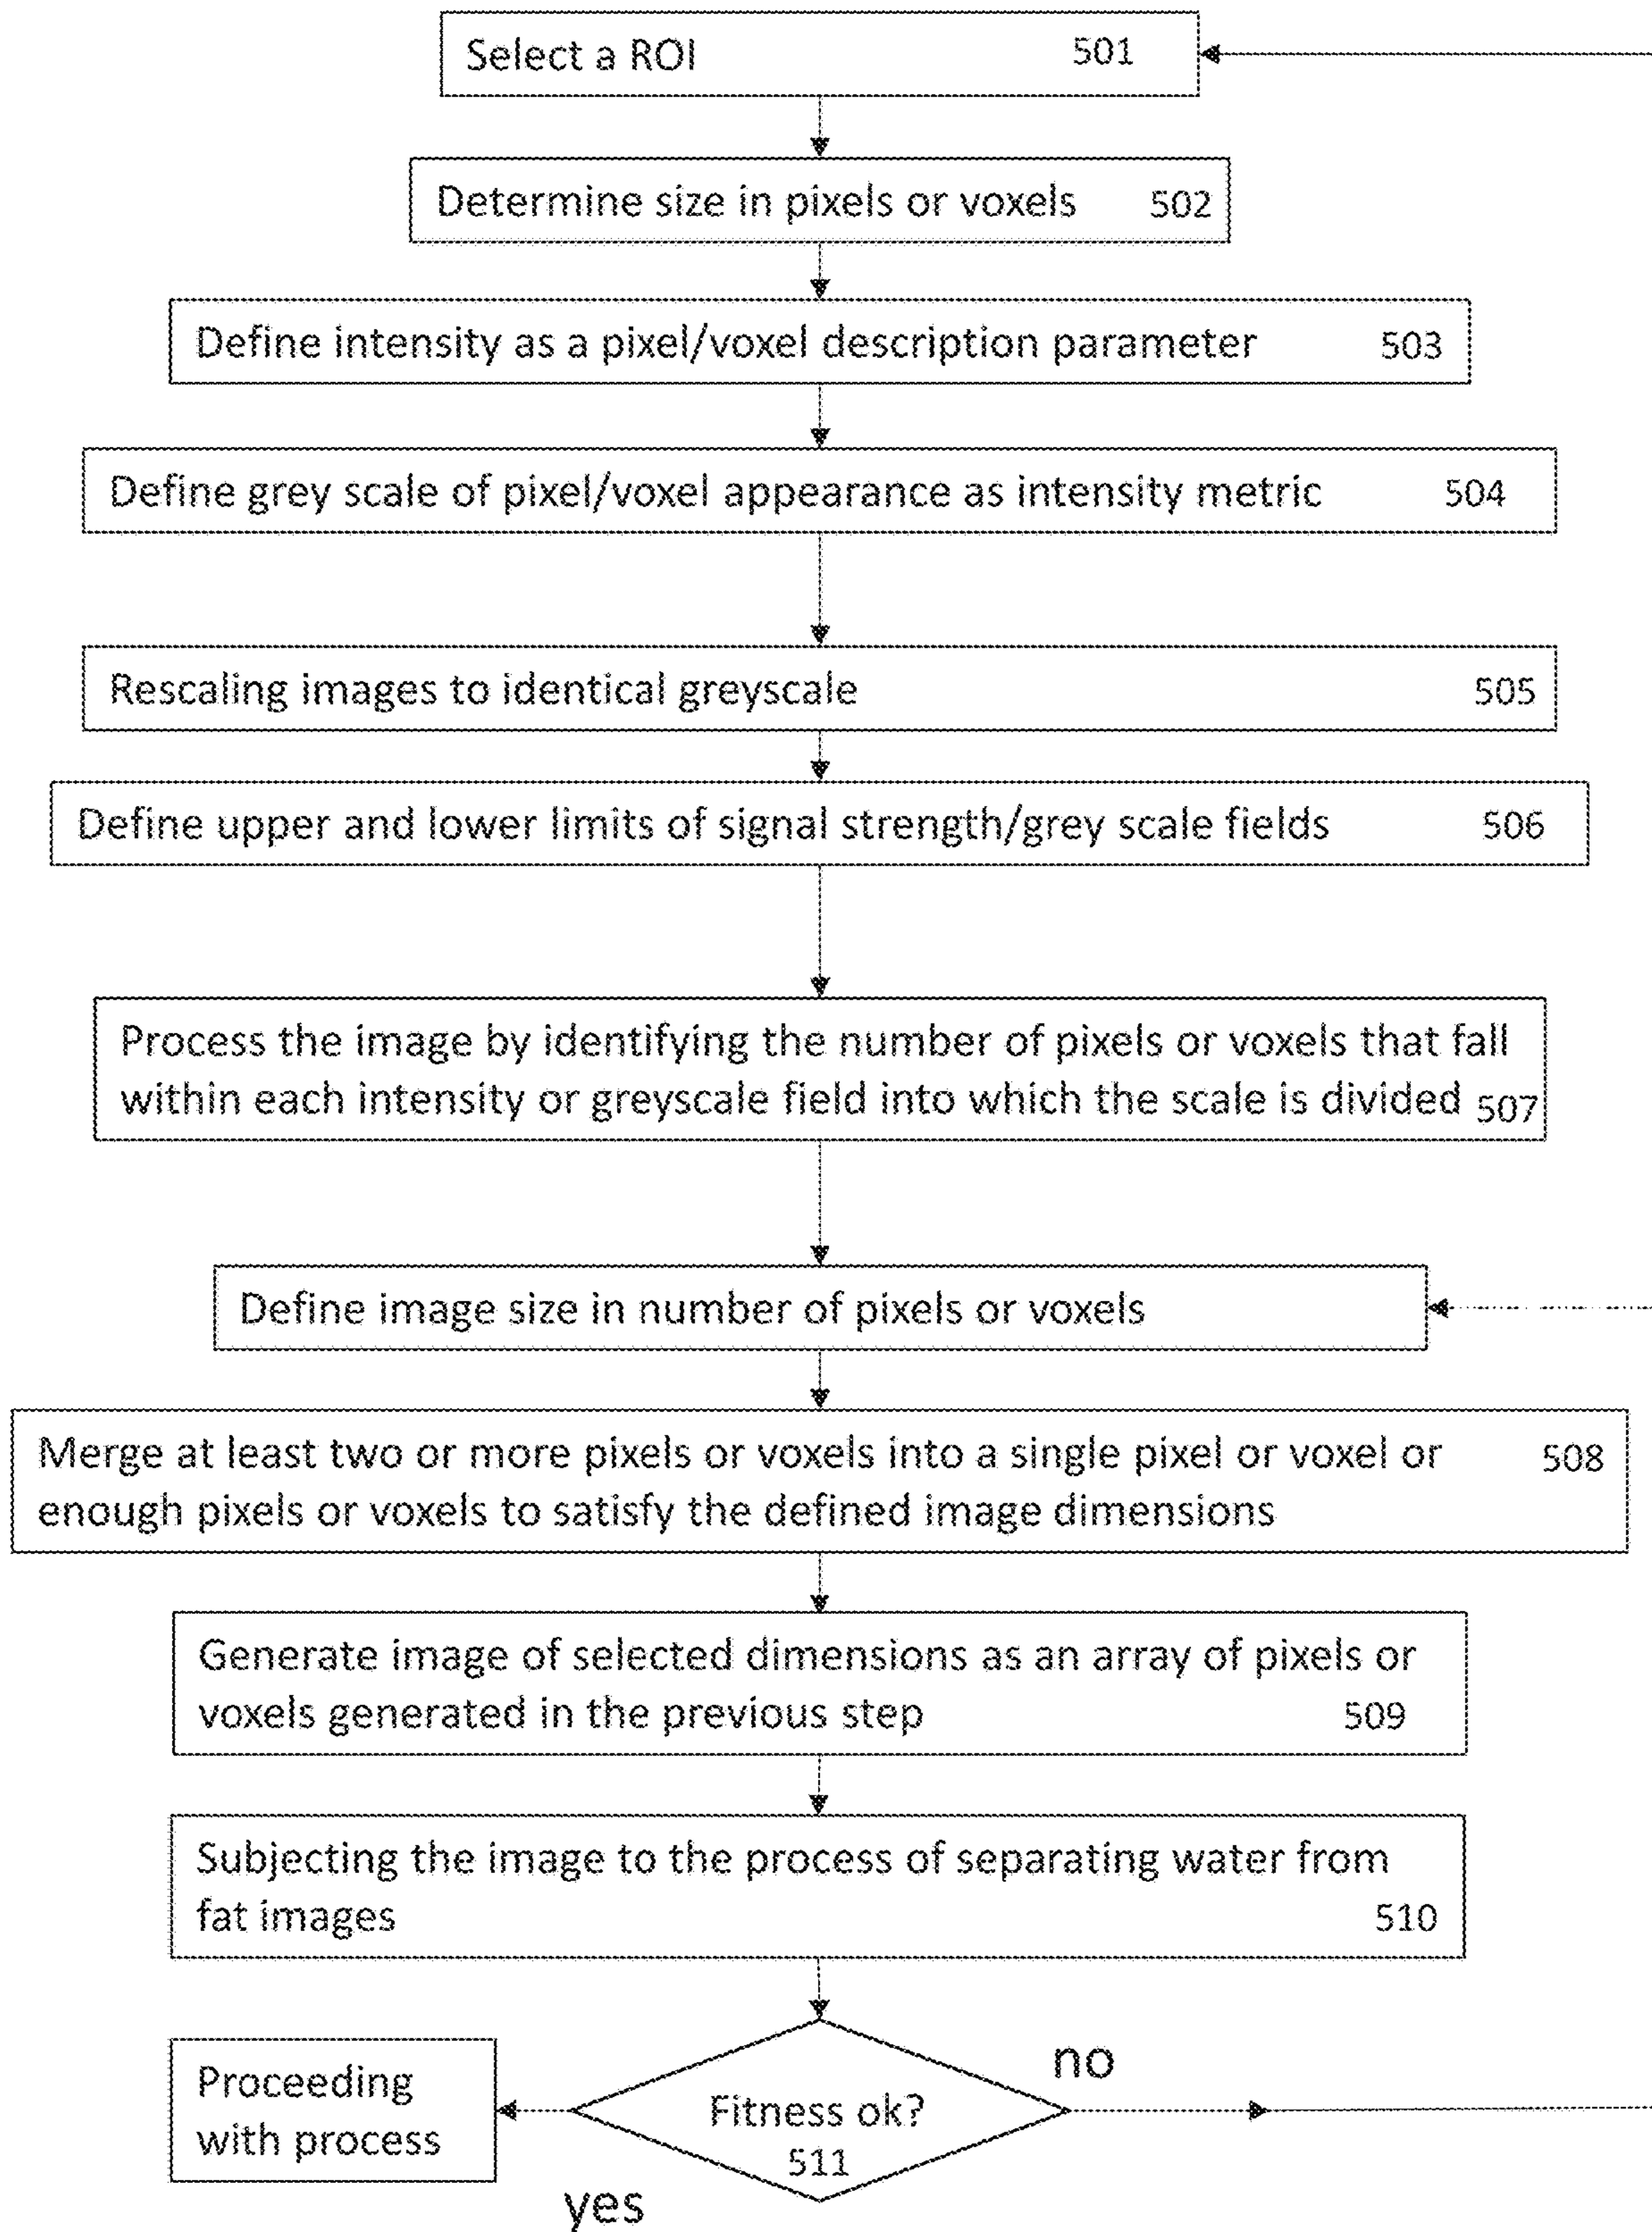 Select a ROI 501
Determine size in pixels or voxels 502
Define intensity as a pixel/voxel description parameter 503
Define grey scale of pixel/voxel appearance as intensity metric 504
Rescaling images to identical greyscale 505
Define upper and lower limits of signal strength/grey scale fields 506
Process the image by identifying the number of pixels or voxels that fall
within each intensity or greyscale field into which the scale is divided 507
Define image size in number of pixels or voxels
Merge at least two or more pixels or voxels into a single pixel or voxel or 508
enough pixels or voxels to satisfy the defined image dimensions
Generate image of selected dimensions as an array of pixels or
voxels generated in the previous step 509
Subjecting the image to the process of separating water from
fat images 510
no
Proceeding
with process
Fitness ok?
511
yes